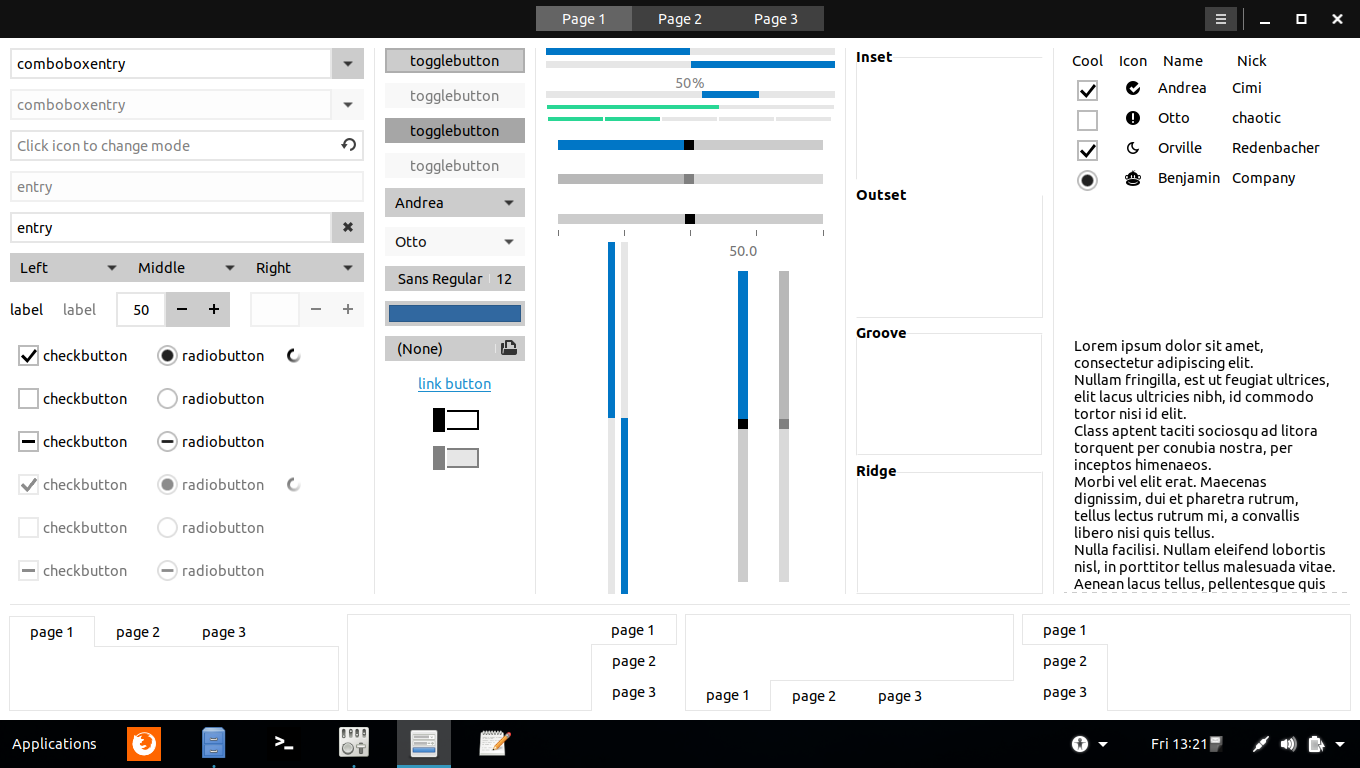 Page 1 Page 2 Page 3
comboboxentry
comboboxentry
Click icon to change mode
entry
entry
Left Middle Right
label label 50
checkbutton radiobutton
checkbutton radiobutton
checkbutton radiobutton
checkbutton radiobutton
checkbutton radiobutton
checkbutton radiobutton
togglebutton
togglebutton
togglebutton
togglebutton
Andrea
Otto
Sans Regular 12
(None)
link button
50%
50.0
Inset
Outset
Groove
Ridge
Cool Icon Name Nick
Andrea Cimi
Otto chaotic
Orville Redenbacher
Benjamin Company
Lorem ipsum dolor sit amet,
consectetur adipiscing elit.
Nullam fringilla, est ut feugiat ultrices,
elit lacus ultricies nibh, id commodo
tortor nisi id elit.
Class aptent taciti sociosqu ad litora
torquent per conubia nostra, per
inceptos himenaeos.
Morbi vel elit erat. Maecenas
dignissim, dui et pharetra rutrum,
tellus lectus rutrum mi, a convallis
libero nisi quis tellus.
Nulla facilisi. Nullam eleifend lobortis
nisl, in porttitor tellus malesuada vitae.
Aenean lacus tellus, pellentesque quis
page 1 page 2 page 3
page 1
page 2
page 3
page 1 page 2 page 3
page 1
page 2
page 3
Applications
Fri 13:21